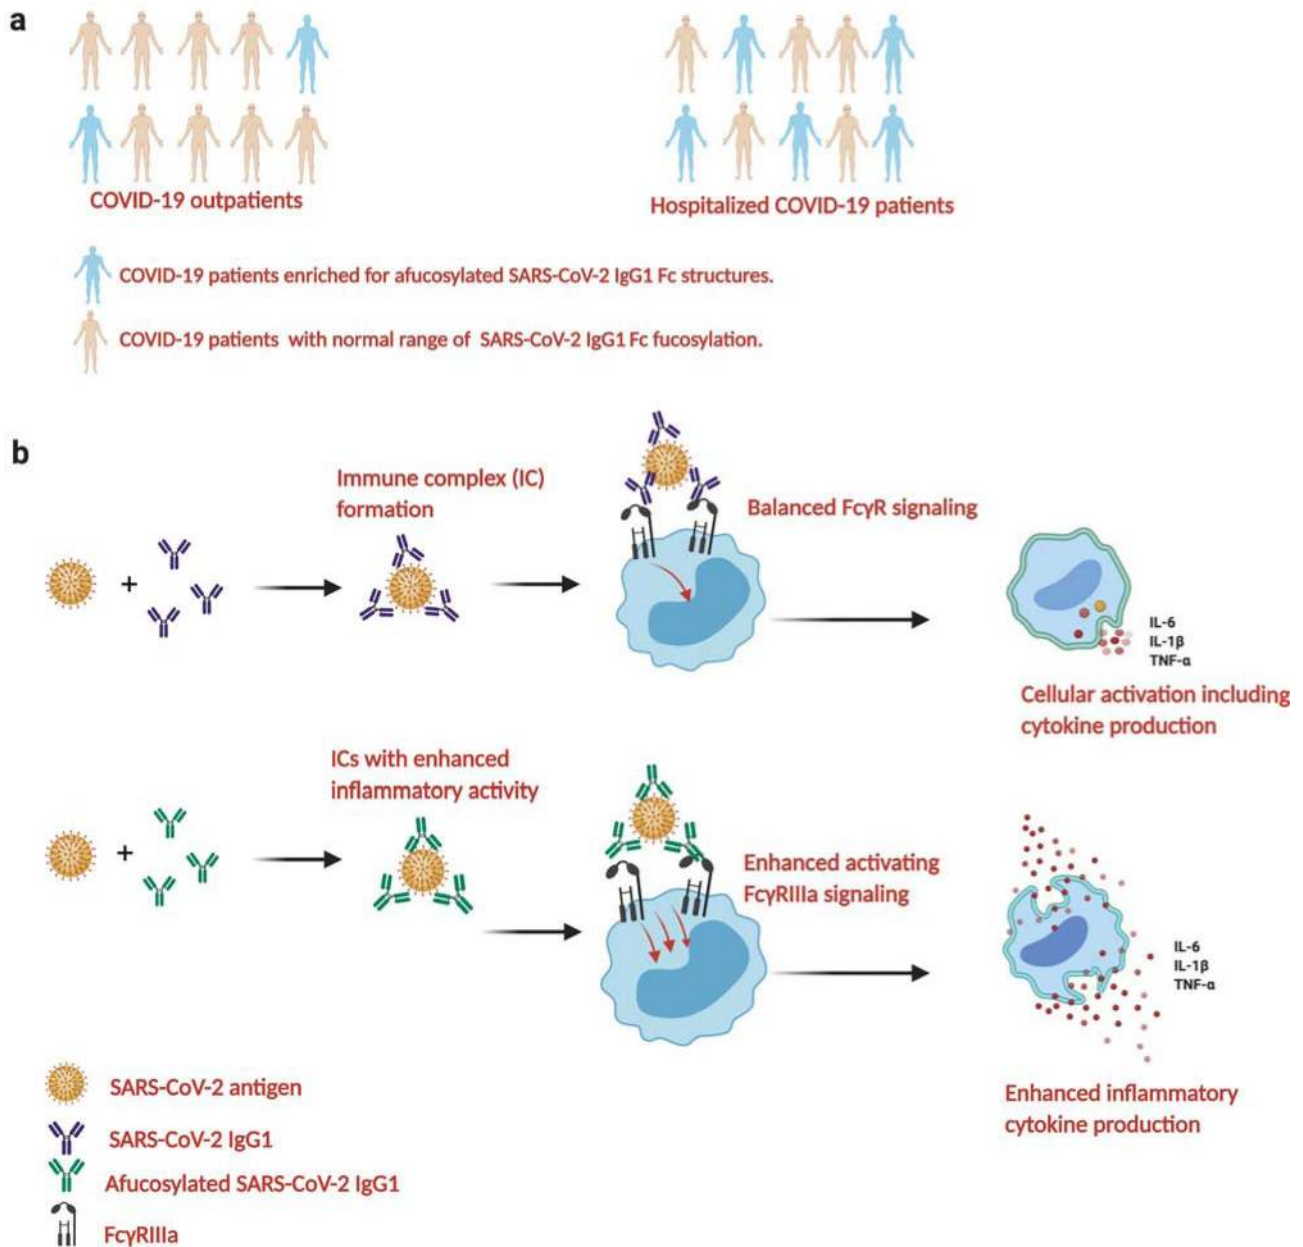 a
COVID-19 outpatients
Hospitalized COVID-19 patients
COVID-19 patients enriched for afucosylated SARS-CoV-2 IgG1 Fc structures.
COVID-19 patients with normal range of SARS-CoV-2 IgG1 Fc fucosylation.
b
Immune complex (IC)
formation
Balanced FcγR signaling
+
IL-6
IL-1β
TNF-α
Cellular activation including
cytokine production
ICs with enhanced
inflammatory activity
Enhanced activating
FcγRIIIa signaling
+
IL-6
IL-1β
TNF-α
Enhanced inflammatory
cytokine production
SARS-CoV-2 antigen
SARS-CoV-2 IgG1
Afucosylated SARS-CoV-2 IgG1
FcγRIIIa